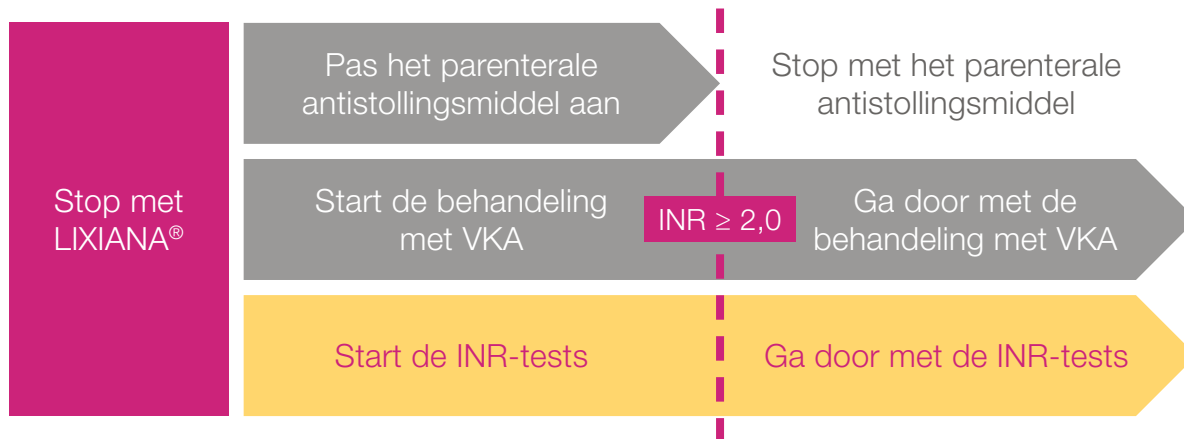 Stop met
LIXIANA®
Pas het parenterale
antistollingsmiddel aan
Stop met het parenterale
antistollingsmiddel
Start de behandeling
met VKA
INR ≥ 2,0
Ga door met de
behandeling met VKA
Start de INR-tests
Ga door met de INR-tests